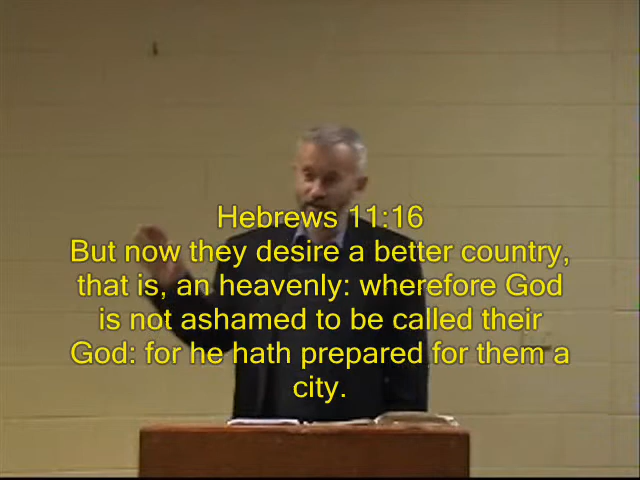 Hebrews 11:16
But now they desire a better country,
that is, an heavenly: wherefore God
is not ashamed to be called their
God: for he hath prepared for them a
city.